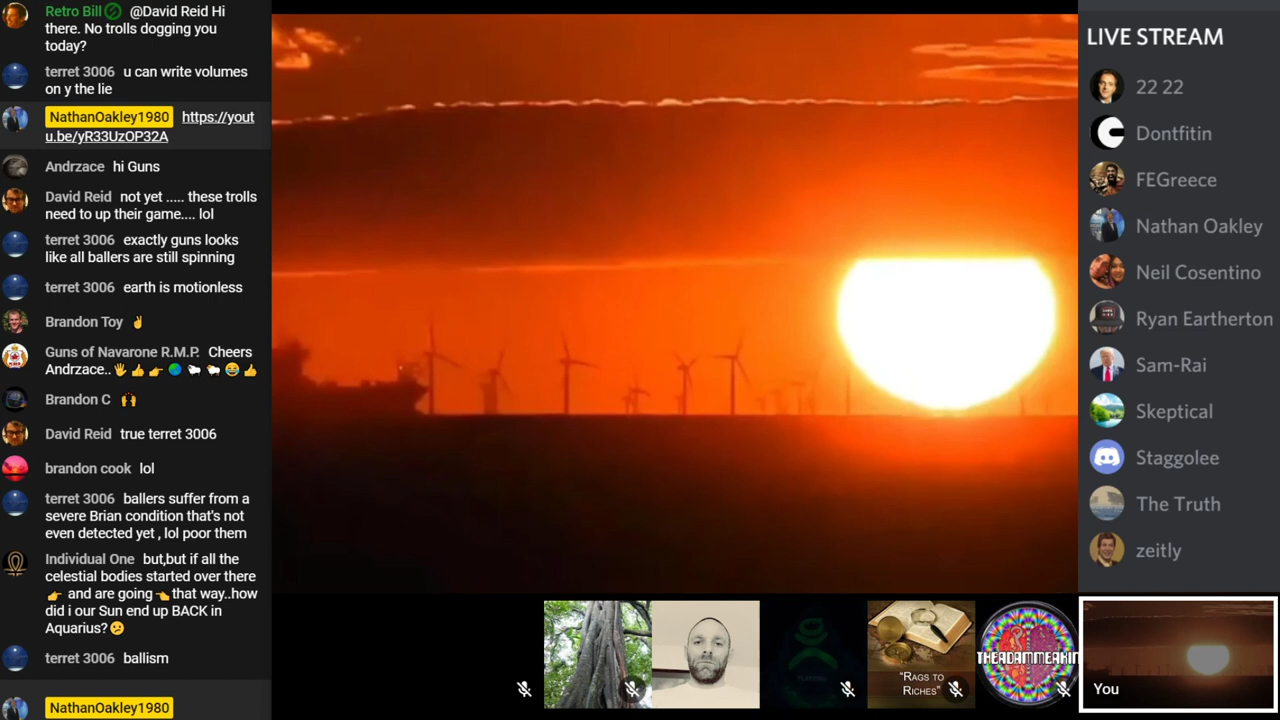 Retro Bill @David Reid Hi
there. No trolls dogging you
today?
terret 3006 u can write volumes
on y the lie
NathanOakley1980 https://yout
u.be/yR33UzOP32A
Andrzace hi Guns
David Reid not yet ..... these trolls
need to up their game.... lol
terret 3006 exactly guns looks
like all ballers are still spinning
terret 3006 earth is motionless
Brandon Toy ✌
Guns of Navarone R.M.P. Cheers
Andrzace..🖐👍👉🌍🐑🐑😂👍
Brandon C 🙌
David Reid true terret 3006
brandon cook lol
terret 3006 ballers suffer from a
severe Brian condition that's not
even detected yet , lol poor them
Individual One but,but if all the
celestial bodies started over there
👉 and are going 👈 that way..how
did i our Sun end up BACK in
Aquarius?😕
terret 3006 ballism
NathanOakley1980
LIVE STREAM
22 22
Dontfitin
FEGreece
Nathan Oakley
Neil Cosentino
Ryan Eartherton
Sam-Rai
Skeptical
Staggolee
The Truth
zeitly
"RAGS TO
RICHES"
THEADAMMEAKIN
You